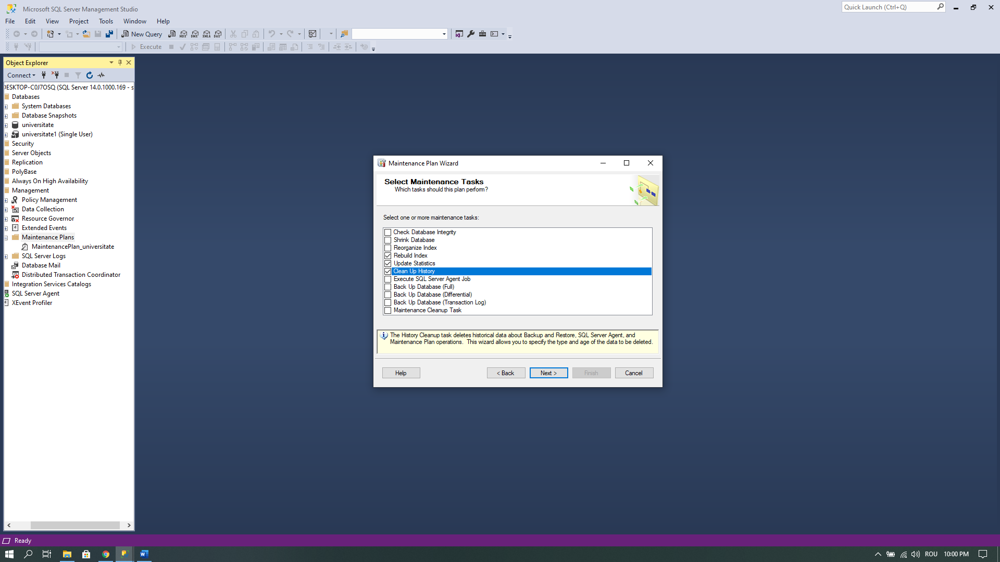 Microsoft SQL Server Management Studio
Quick Launch (Ctrl+Q)
File Edit View Project Tools Window Help
New Query
Execute
Object Explorer
Connect
DESKTOP-C0J7OSQ (SQL Server 14.0.1000.169 - s
Databases
System Databases
Database Snapshots
universitate
universitate1 (Single User)
Security
Server Objects
Replication
PolyBase
Always On High Availability
Management
Policy Management
Data Collection
Resource Governor
Extended Events
Maintenance Plans
MaintenancePlan_universitate
SQL Server Logs
Database Mail
Distributed Transaction Coordinator
Integration Services Catalogs
SQL Server Agent
XEvent Profiler
Maintenance Plan Wizard
Select Maintenance Tasks
Which tasks should this plan perform?
Select one or more maintenance tasks:
Check Database Integrity
Shrink Database
Reorganize Index
Rebuild Index
Update Statistics
Clean Up History
Execute SQL Server Agent Job
Back Up Database (Full)
Back Up Database (Differential)
Back Up Database (Transaction Log)
Maintenance Cleanup Task
The History Cleanup task deletes historical data about Backup and Restore, SQL Server Agent, and
Maintenance Plan operations. This wizard allows you to specify the type and age of the data to be deleted.
Help < Back Next > Finish Cancel
Ready
ROU 10:00 PM